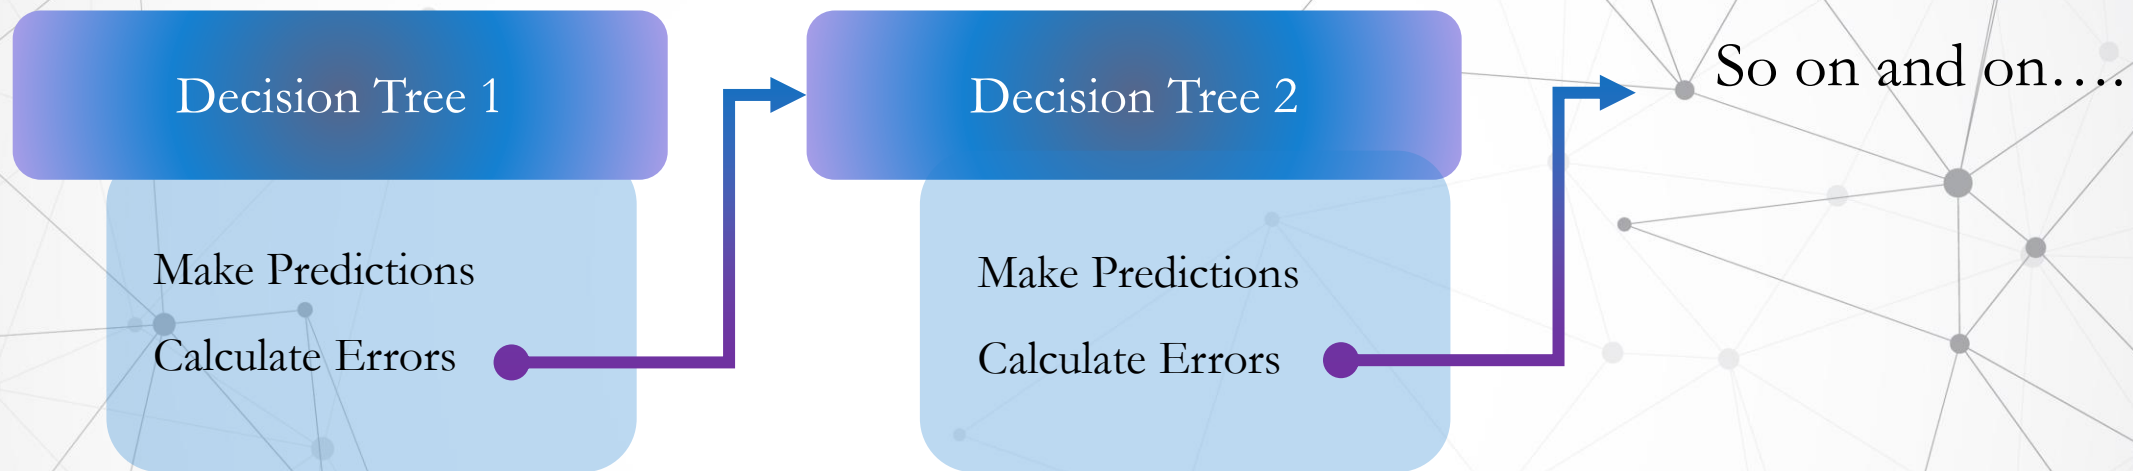 Decision Tree 1
Make Predictions
Calculate Errors
Decision Tree 2
Make Predictions
Calculate Errors
So on and on....